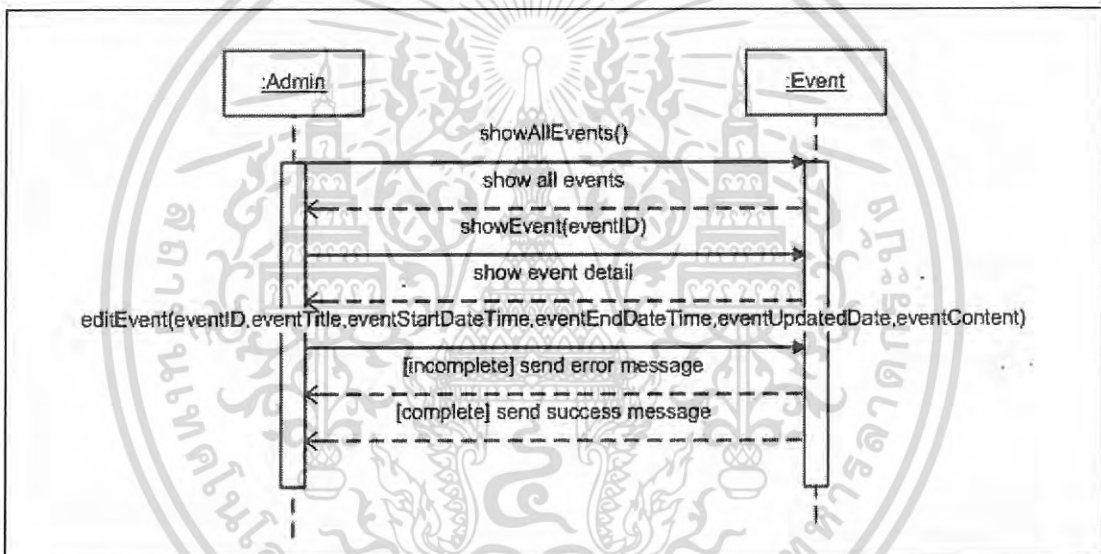 :Admin
:Event
showAllEvents()
show all events
showEvent(eventID)
show event detail
editEvent(eventID,eventTitle,eventStartDateTime,eventEndDateTime,eventUpdatedDate,eventContent)
[incomplete] send error message
[complete] send success message